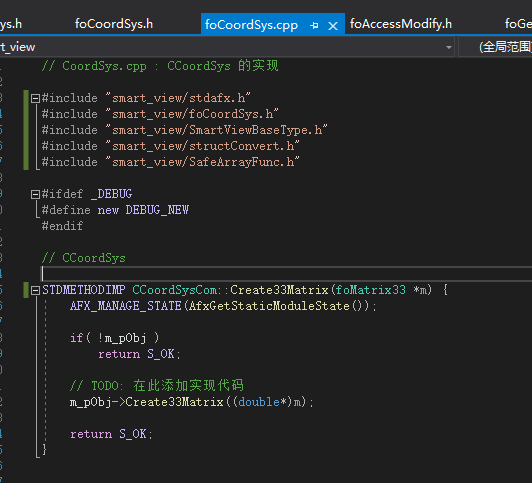 ys.h foCoordSys.h foCoordSys.cpp foAccessModify.h foGe
rt_view (全局范围
// CoordSys.cpp : CCoordSys 的实现
#include "smart_view/stdafx.h"
#include "smart_view/foCoordSys.h"
#include "smart_view/SmartViewBaseType.h"
#include "smart_view/structConvert.h"
#include "smart_view/SafeArrayFunc.h"
#ifdef _DEBUG
#define new DEBUG_NEW
#endif
// CCoordSys
STDMETHODIMP CCoordSysCom::Create33Matrix(foMatrix33 *m) {
AFX_MANAGE_STATE(AfxGetStaticModuleState());
if( !m_pObj )
return S_OK;
// TODO: 在此添加实现代码
m_pObj->Create33Matrix((double*)m);
return S_OK;
}